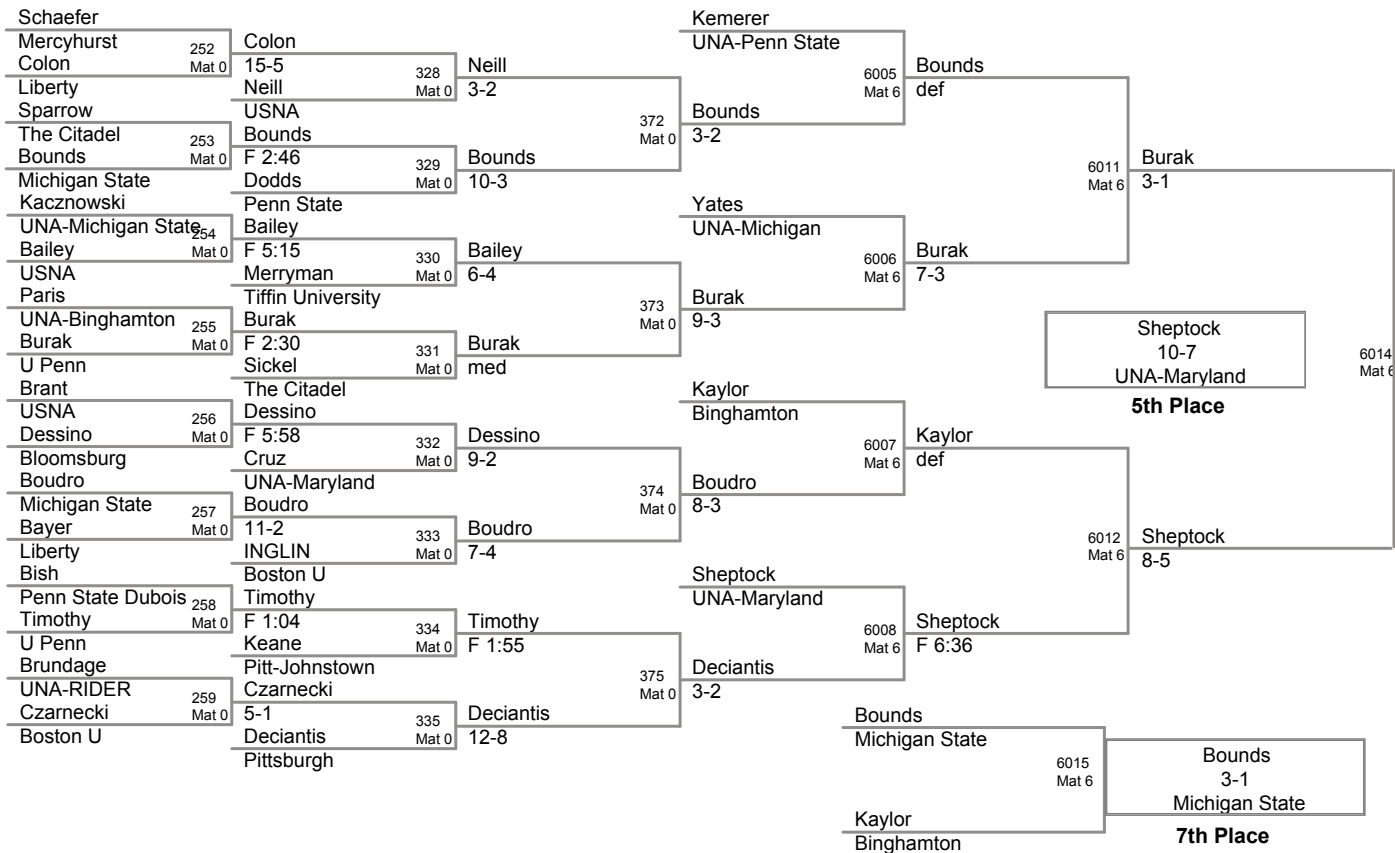 Schaefer
Mercyhurst
252
Mat 0
Colon
Liberty
Sparrow
The Citadel
253
Mat 0
Bounds
Michigan State
Kacznowski
UNA-Michigan State
254
Mat 0
Bailey
USNA
Paris
UNA-Binghamton
255
Mat 0
Burak
U Penn
Brant
USNA
256
Mat 0
Dessino
Bloomsburg
Boudro
Michigan State
257
Mat 0
Bayer
Liberty
Bish
Penn State Dubois
258
Mat 0
Timothy
U Penn
Brundage
UNA-RIDER
259
Mat 0
Czarnecki
Boston U
Colon
15-5
328
Mat 0
Neill
USNA
Bounds
F 2:46
329
Mat 0
Dodds
Penn State
Bailey
F 5:15
330
Mat 0
Merryman
Tiffin University
Burak
F 2:30
331
Mat 0
Sickel
The Citadel
Dessino
F 5:58
332
Mat 0
Cruz
UNA-Maryland
Boudro
11-2
333
Mat 0
INGLIN
Boston U
Timothy
F 1:04
334
Mat 0
Keane
Pitt-Johnstown
Czarnecki
5-1
335
Mat 0
Deciantis
Pittsburgh
Neill
3-2
372
Mat 0
Bounds
10-3
Bailey
6-4
373
Mat 0
Burak
med
Dessino
9-2
374
Mat 0
Boudro
7-4
Timothy
F 1:55
375
Mat 0
Deciantis
12-8
Kemerer
UNA-Penn State
6005
Mat 6
Bounds
3-2
Yates
UNA-Michigan
6006
Mat 6
Burak
9-3
Kaylor
Binghamton
6007
Mat 6
Boudro
8-3
Sheptock
UNA-Maryland
6008
Mat 6
Deciantis
3-2
Bounds
def
6011
Mat 6
Burak
7-3
Kaylor
def
6012
Mat 6
Sheptock
F 6:36
Burak
3-1
Sheptock
10-7
UNA-Maryland
5th Place
6014
Mat 6
Sheptock
8-5
Bounds
Michigan State
6015
Mat 6
Kaylor
Binghamton
Bounds
3-1
Michigan State
7th Place